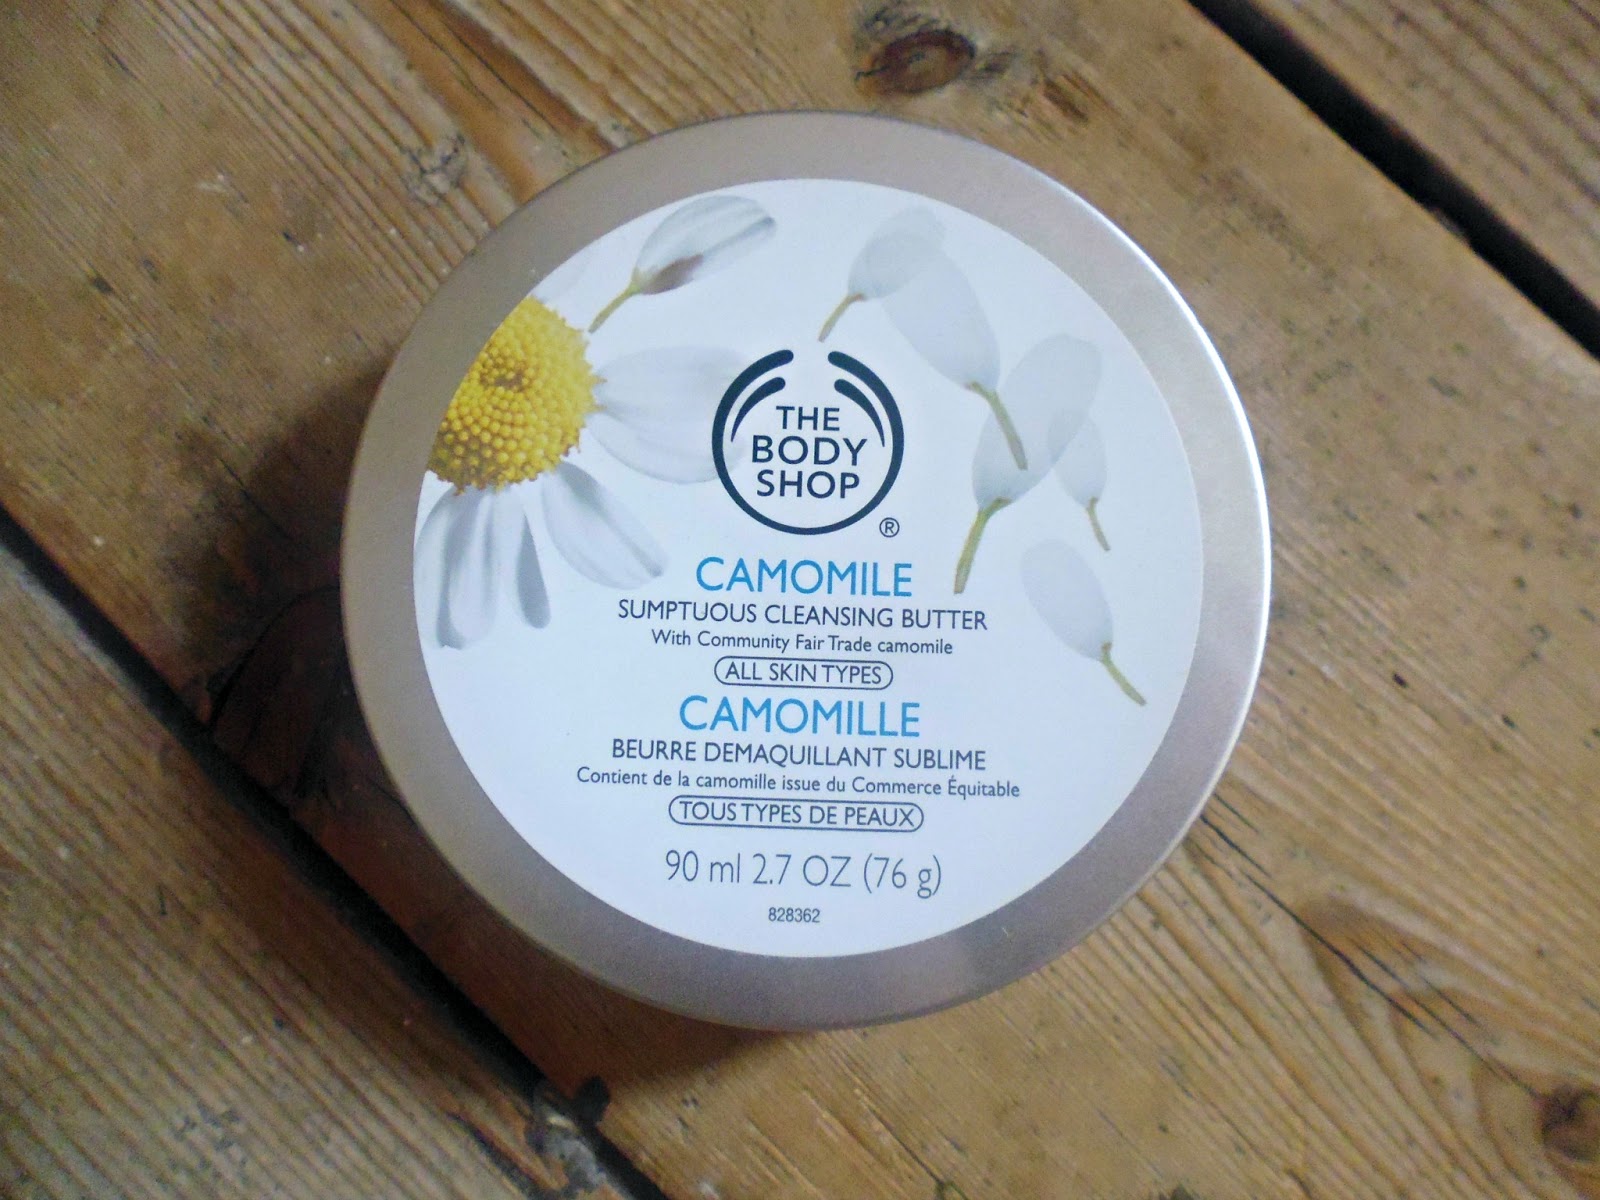 THE
BODY
SHOP
®
CAMOMILE
SUMPTUOUS CLEANSING BUTTER
With Community Fair Trade camomile
ALL SKIN TYPES
CAMOMILLE
BEURRE DEMAQUILLANT SUBLIME
Contient de la camomille issue du Commerce Équitable
TOUS TYPES DE PEAUX
90 ml 2.7 OZ (76 g)
828362